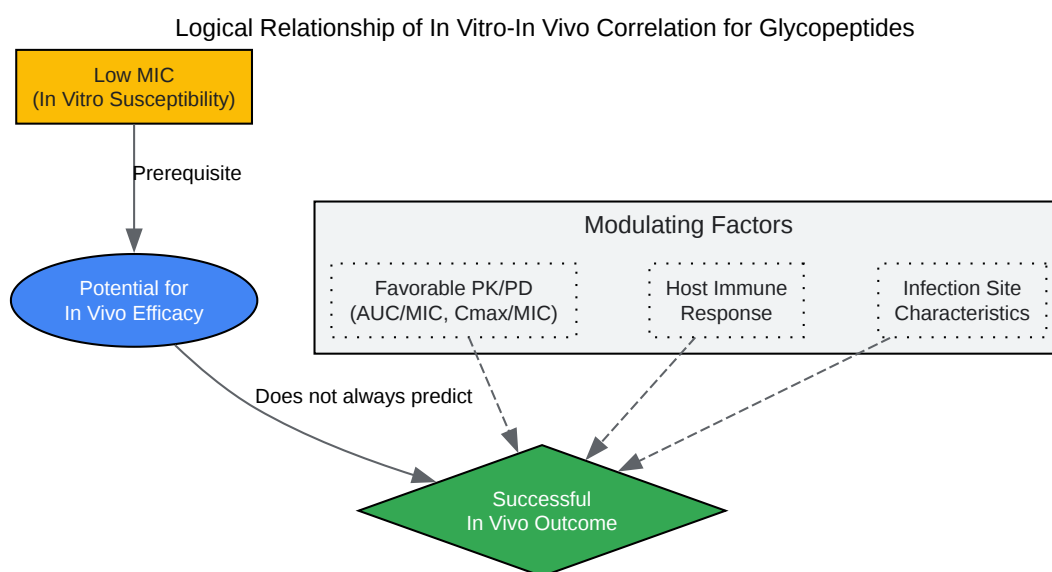 Logical Relationship of In Vitro-In Vivo Correlation for Glycopeptides
Low MIC
(In Vitro Susceptibility)
Prerequisite
Modulating Factors
Potential for
In Vivo Efficacy
Favorable PK/PD
(AUC/MIC, Cmax/MIC)
Host Immune
Response
Infection Site
Characteristics
Does not always predict
Successful
In Vivo Outcome